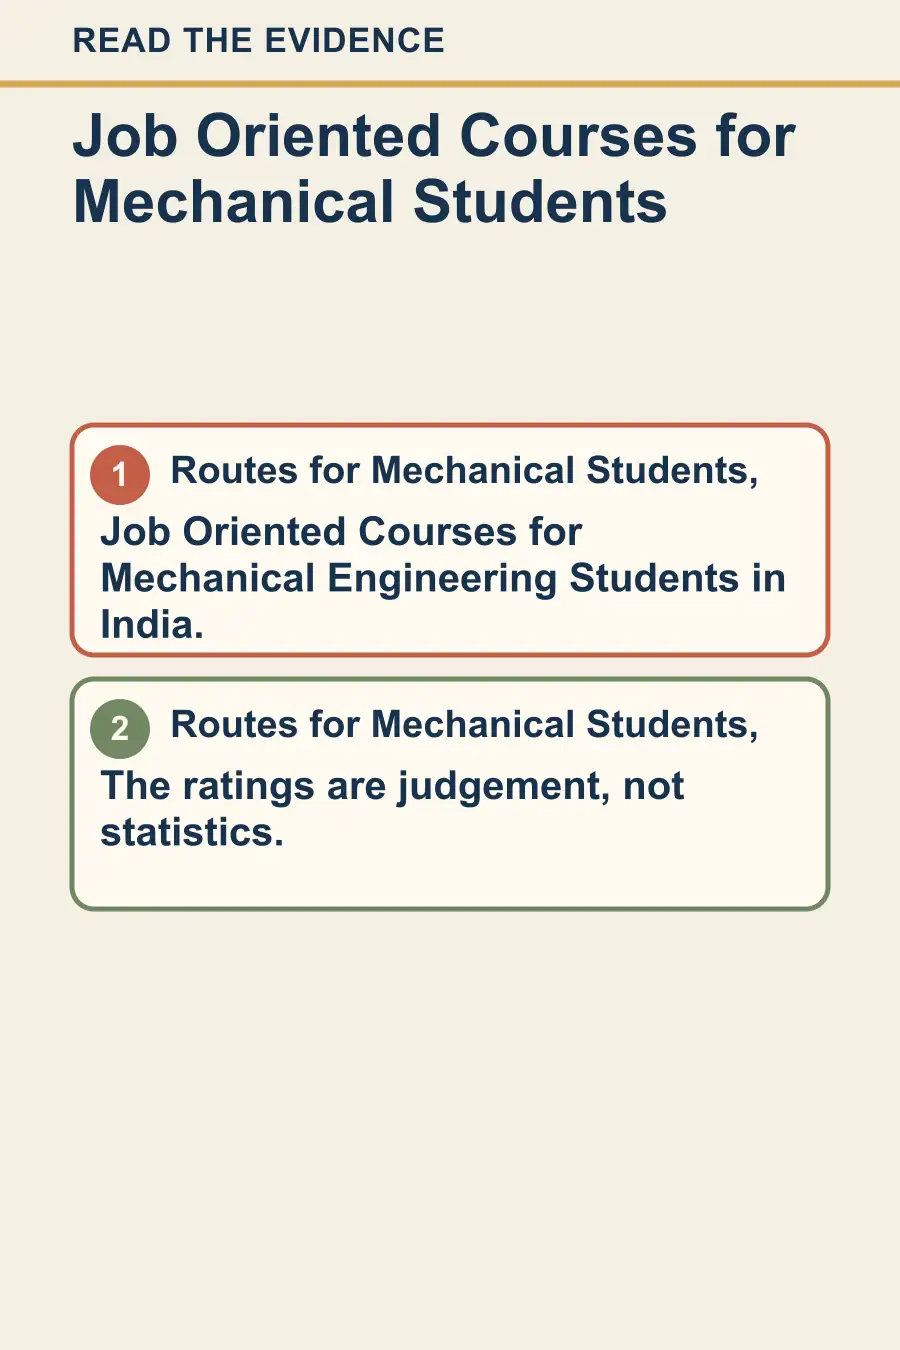 READ THE EVIDENCE
Job Oriented Courses for
Mechanical Students
1
Routes for Mechanical Students,
Job Oriented Courses for
Mechanical Engineering Students in
India.
2
Routes for Mechanical Students,
The ratings are judgement, not
statistics.